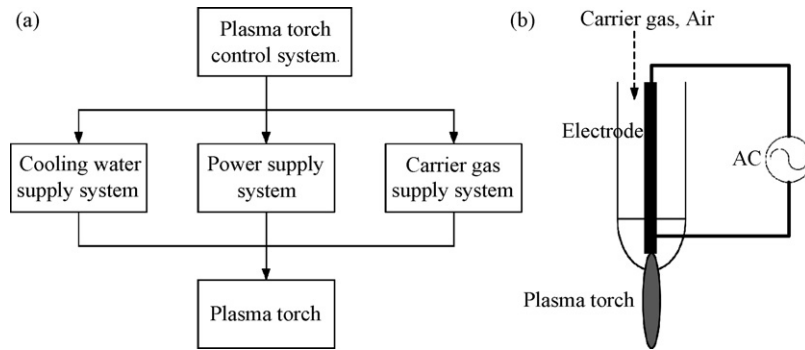 (a)
Plasma torch
control system.
Cooling water
supply system
Power supply
system
Carrier gas
supply system
Plasma torch
(b)
Carrier gas, Air
Electrode
AC
Plasma torch